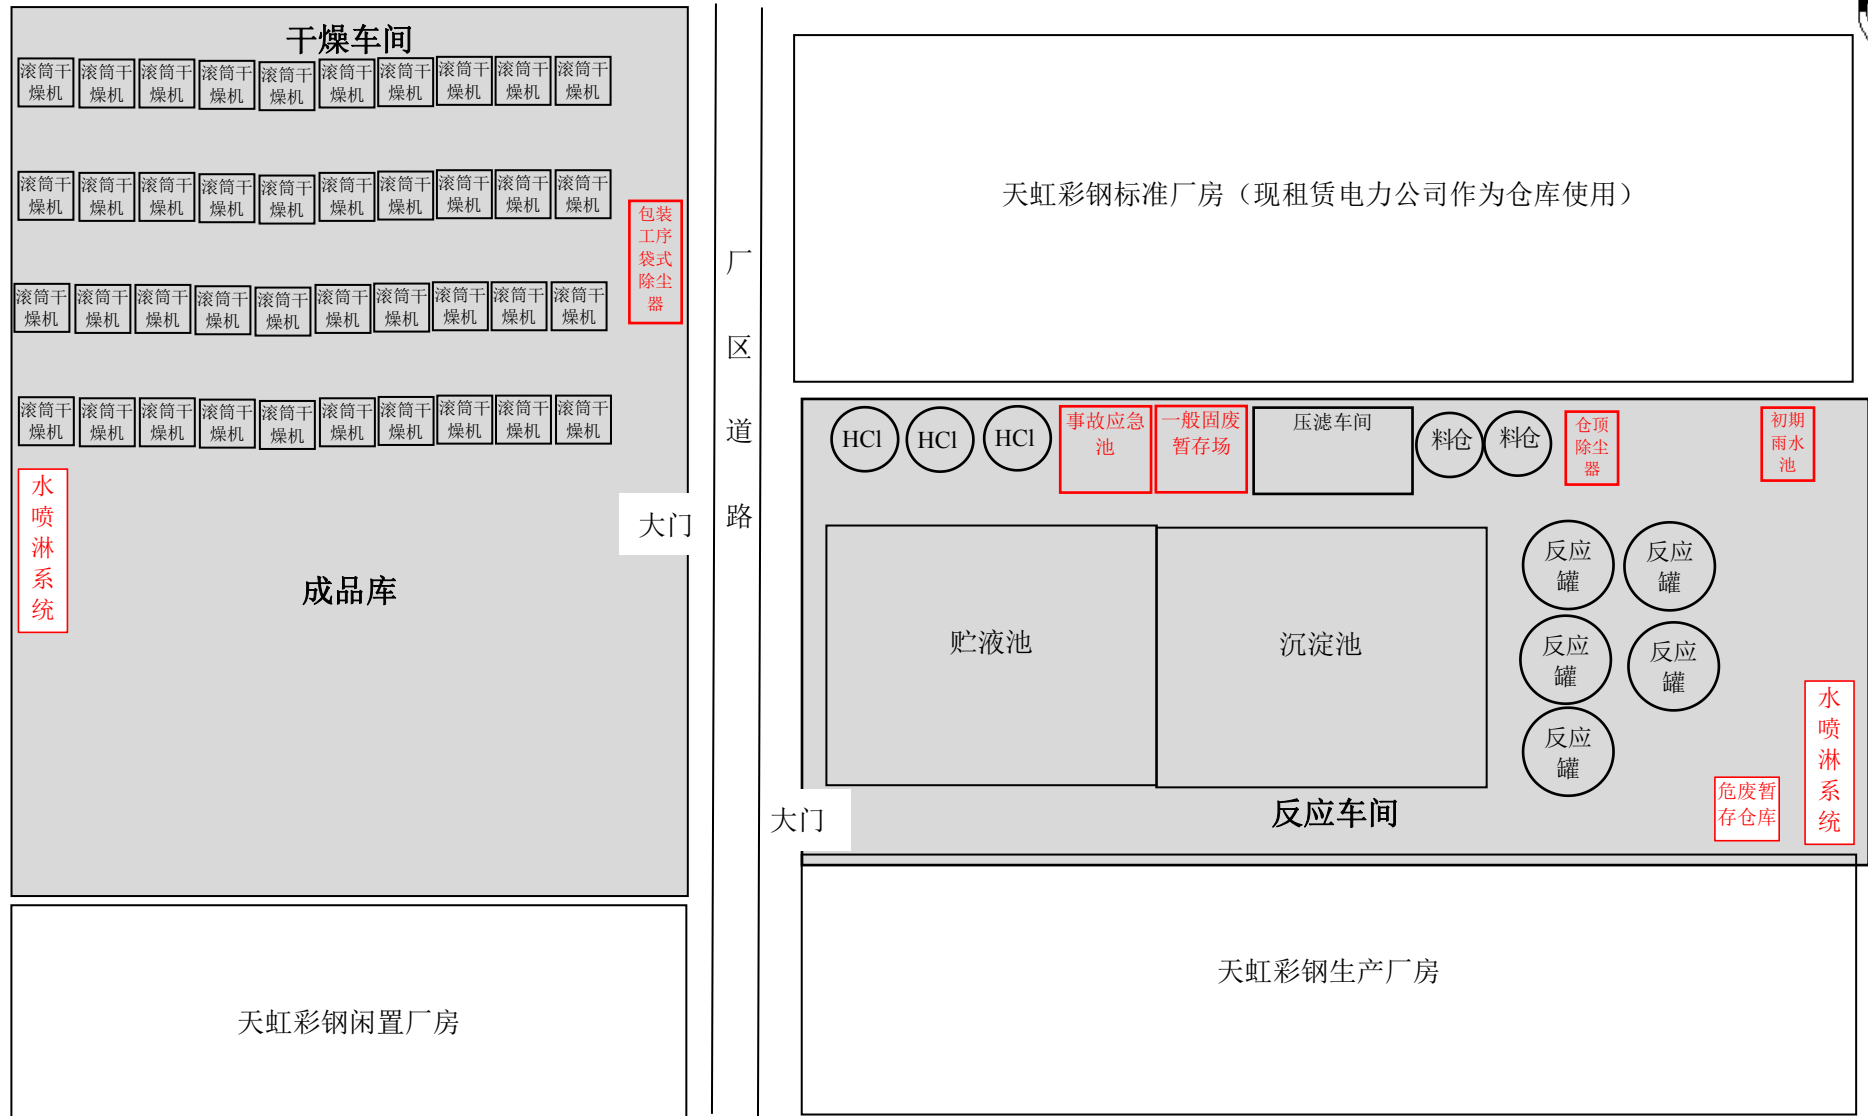 干燥车间
滚筒干 滚筒干 滚筒干 滚筒干 滚筒干 滚筒干 滚筒干 滚筒干 滚筒干 滚筒干
燥机 燥机 燥机 燥机 燥机 燥机 燥机 燥机 燥机 燥机
滚筒干 滚筒干 滚筒干 滚筒干 滚筒干 滚筒干 滚筒干 滚筒干 滚筒干 滚筒干
燥机 燥机 燥机 燥机 燥机 燥机 燥机 燥机 燥机 燥机
滚筒干 滚筒干 滚筒干 滚筒干 滚筒干 滚筒干 滚筒干 滚筒干 滚筒干 滚筒干
燥机 燥机 燥机 燥机 燥机 燥机 燥机 燥机 燥机 燥机
滚筒干 滚筒干 滚筒干 滚筒干 滚筒干 滚筒干 滚筒干 滚筒干 滚筒干 滚筒干
燥机 燥机 燥机 燥机 燥机 燥机 燥机 燥机 燥机 燥机
包装
工序
袋式
除尘
器
水
喷
淋
系
统
大门
成品库
天虹彩钢闲置厂房
厂
区
道
路
天虹彩钢标准厂房（现租赁电力公司作为仓库使用）
HCl HCl HCl
事故应急
池
一般固废
暂存场
压滤车间
料仓 料仓
仓顶
除尘
器
初期
雨水
池
贮液池
沉淀池
反应
罐
反应
罐
反应
罐
反应
罐
反应
罐
水
喷
淋
系
统
危废暂
存仓库
大门
反应车间
天虹彩钢生产厂房